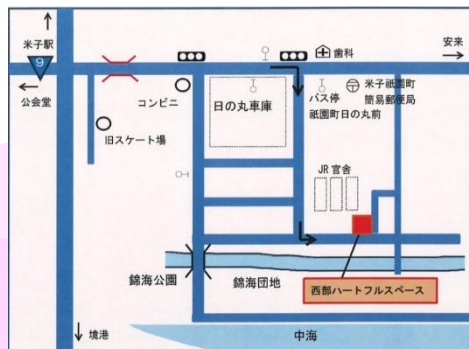 米子駅
9
公会堂
旧スケート場
コンビニ
日の丸車庫
歯科
安来
バス停
祇園町日の丸前
米子祇園町
簡易郵便局
JR官舎
錦海公園
錦海団地
西部ハートフルスペース
境港
中海